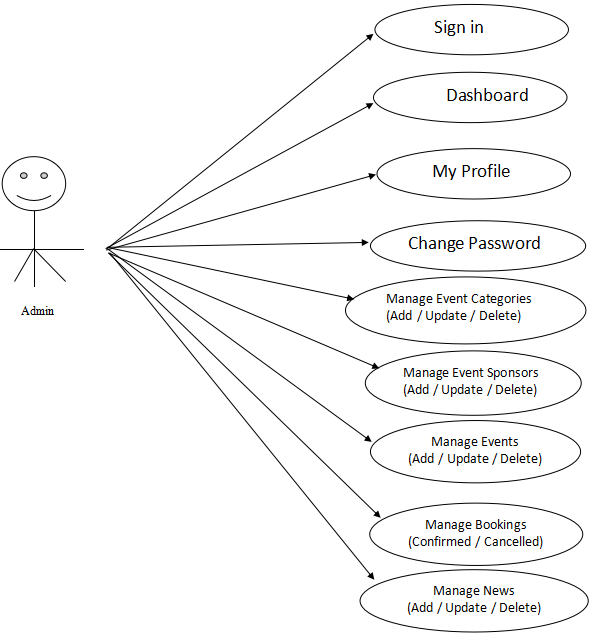 Sign in
Dashboard
My Profile
Change Password
Manage Event Categories
(Add / Update / Delete)
Admin
Manage Event Sponsors
(Add / Update / Delete)
Manage Events
(Add / Update / Delete)
Manage Bookings
(Confirmed / Cancelled)
Manage News
(Add / Update / Delete)